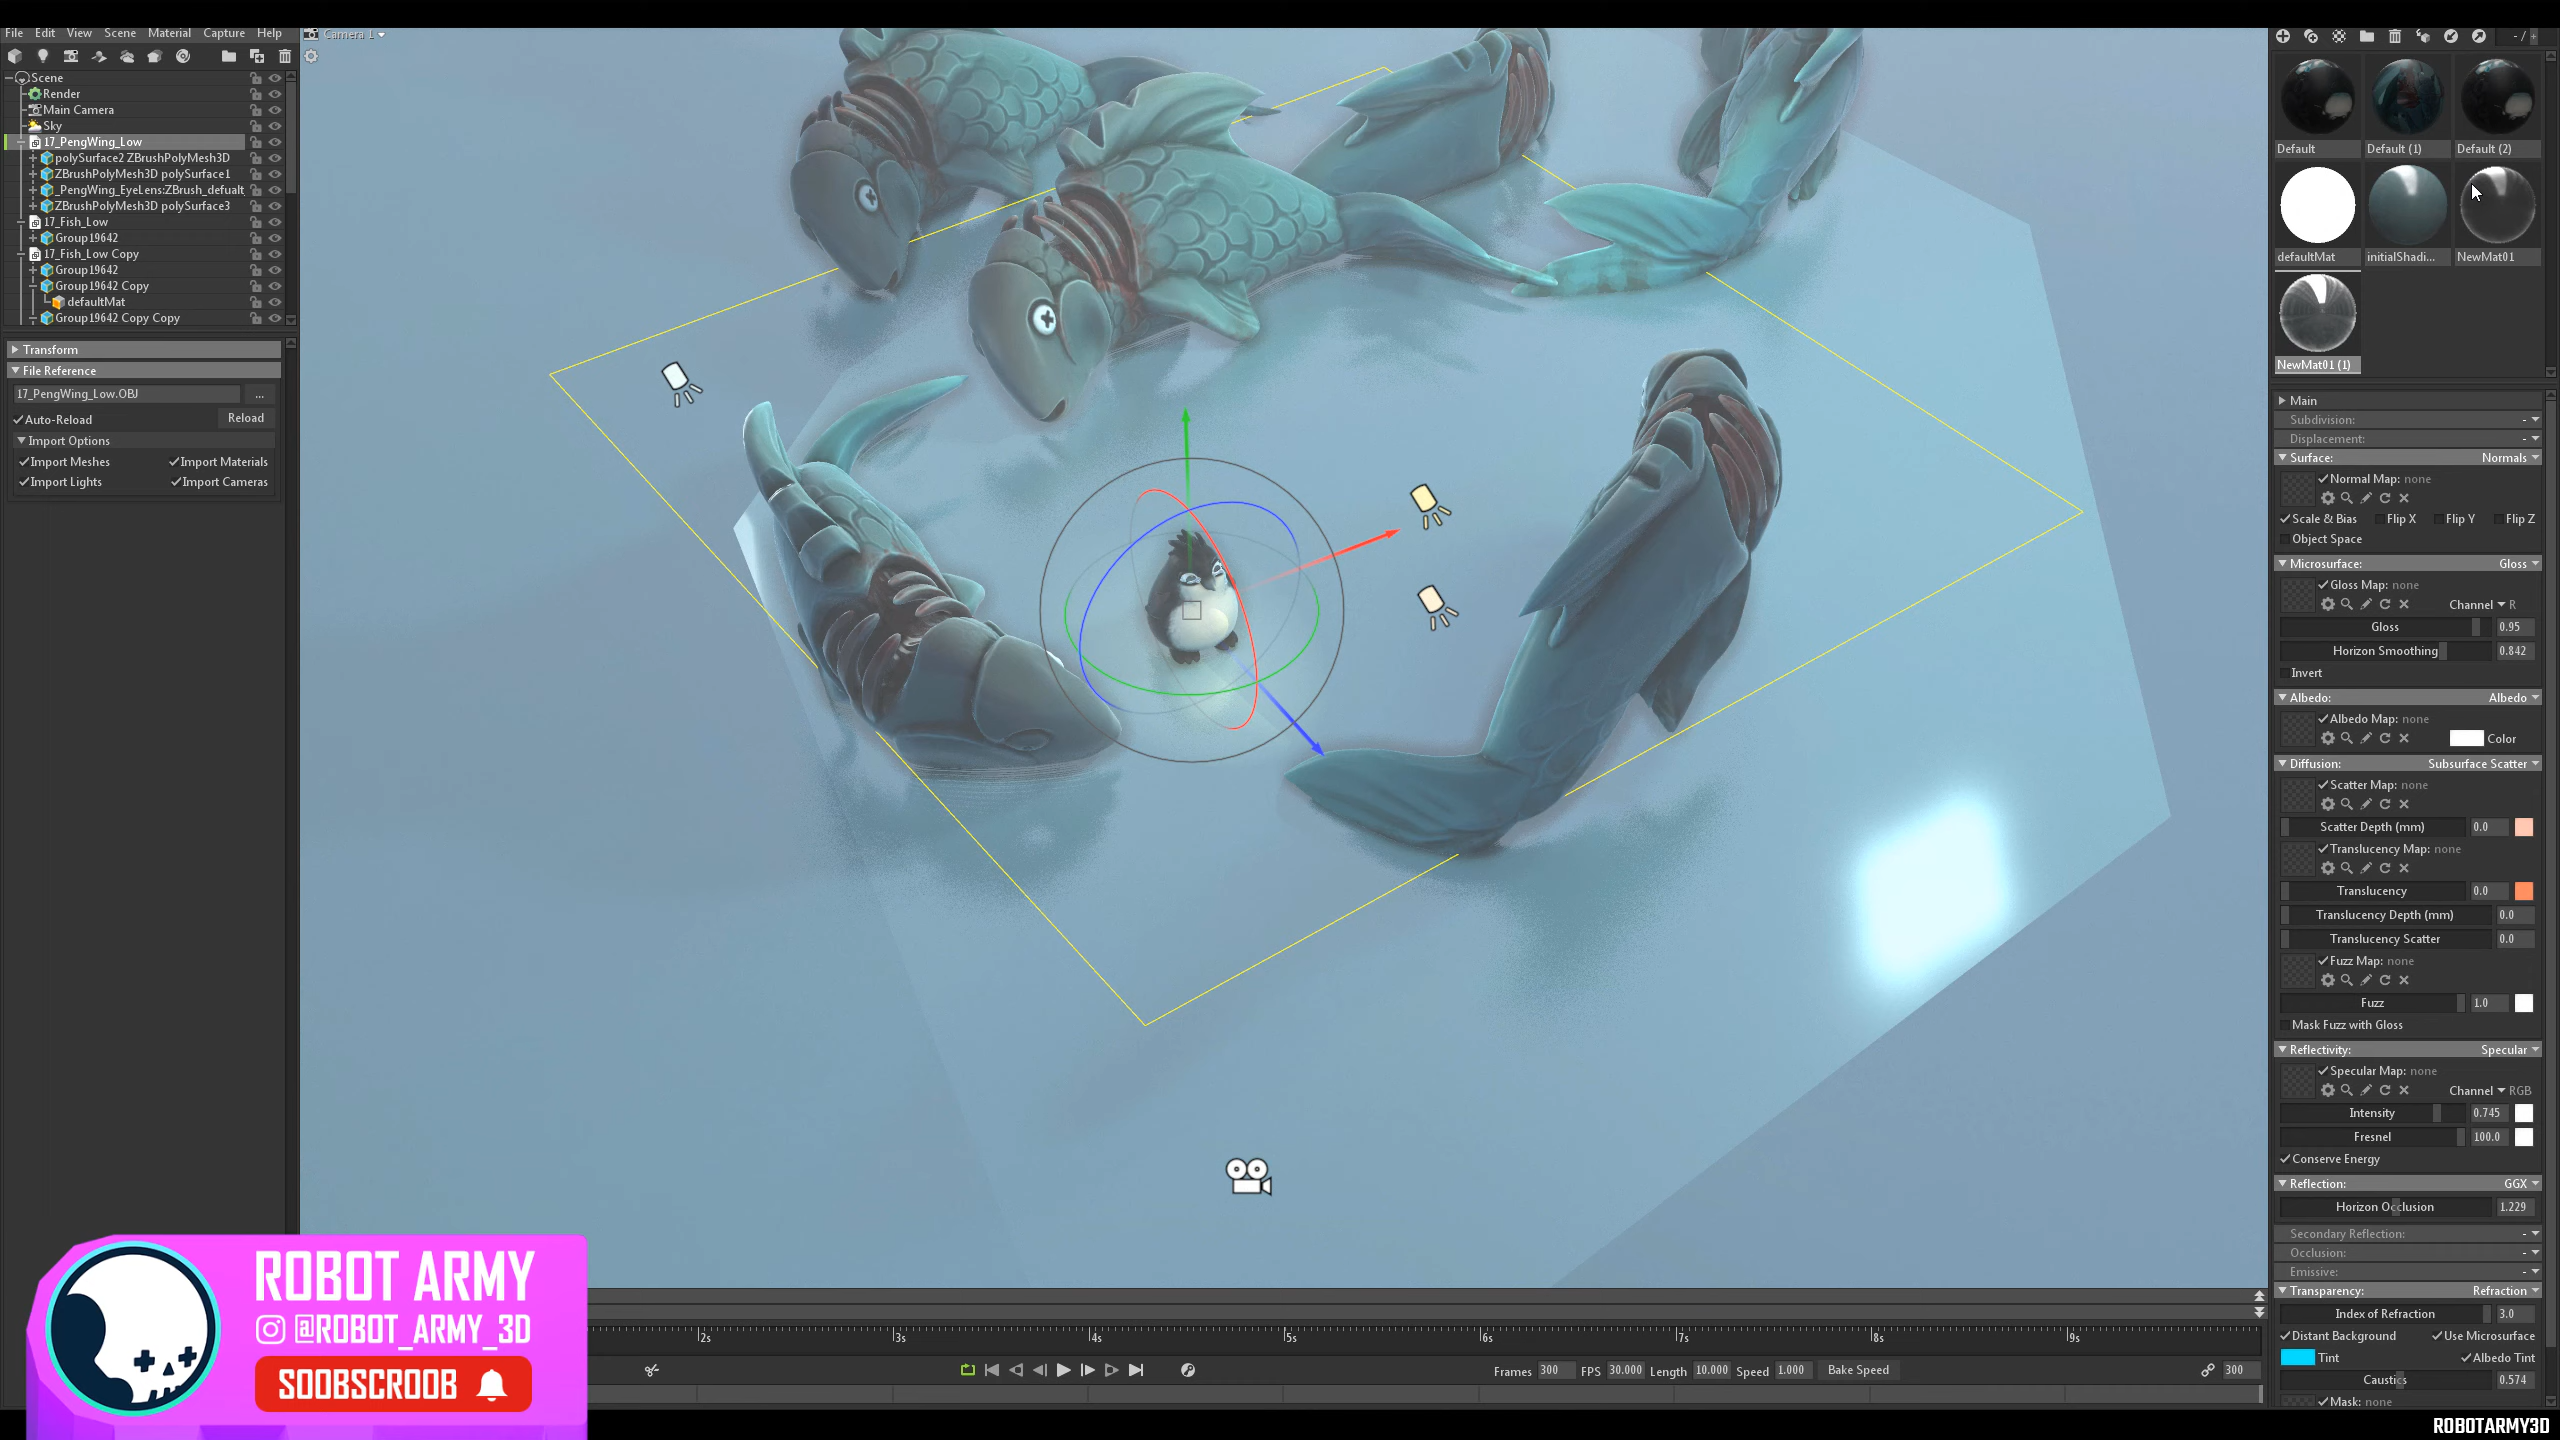 File Edit View Scene Material Capture Help
Camera 1
- / +
Scene
Render
Main Camera
Sky
17_PengWing_Low
polySurface2 ZBrushPolyMesh3D
ZBrushPolyMesh3D polySurface1
_PengWing_EyeLens:ZBrush_defualt
ZBrushPolyMesh3D polySurface3
17_Fish_Low
Group19642
17_Fish_Low Copy
Group19642
Group19642 Copy
defaultMat
Group19642 Copy Copy
Transform
File Reference
17_PengWing_Low.OBJ ...
Auto-Reload Reload
Import Options
Import Meshes Import Materials
Import Lights Import Cameras
Default Default (1) Default (2)
defaultMat initialShadi... NewMat01
NewMat01 (1)
Main
Subdivision: -
Displacement: -
Surface: Normals
Normal Map: none
Scale & Bias Flip X Flip Y Flip Z
Object Space
Microsurface: Gloss
Gloss Map: none
Channel R
Gloss 0.95
Horizon Smoothing 0.842
Invert
Albedo: Albedo
Albedo Map: none
Color
Diffusion: Subsurface Scatter
Scatter Map: none
Scatter Depth (mm) 0.0
Translucency Map: none
Translucency 0.0
Translucency Depth (mm) 0.0
Translucency Scatter 0.0
Fuzz Map: none
Fuzz 1.0
Mask Fuzz with Gloss
Reflectivity: Specular
Specular Map: none
Channel RGB
Intensity 0.745
Fresnel 100.0
Conserve Energy
Reflection: GGX
Horizon Occlusion 1.229
Secondary Reflection: -
Occlusion: -
Emissive: -
Transparency: Refraction
Index of Refraction 3.0
Distant Background Use Microsurface
Tint Albedo Tint
Caustics 0.574
Mask: none
2s 3s 4s 5s 6s 7s 8s 9s
Frames 300 FPS 30.000 Length 10.000 Speed 1.000 Bake Speed 300
ROBOT ARMY
@ROBOT_ARMY_3D
SOOBSCROOB
ROBOTARMY3D